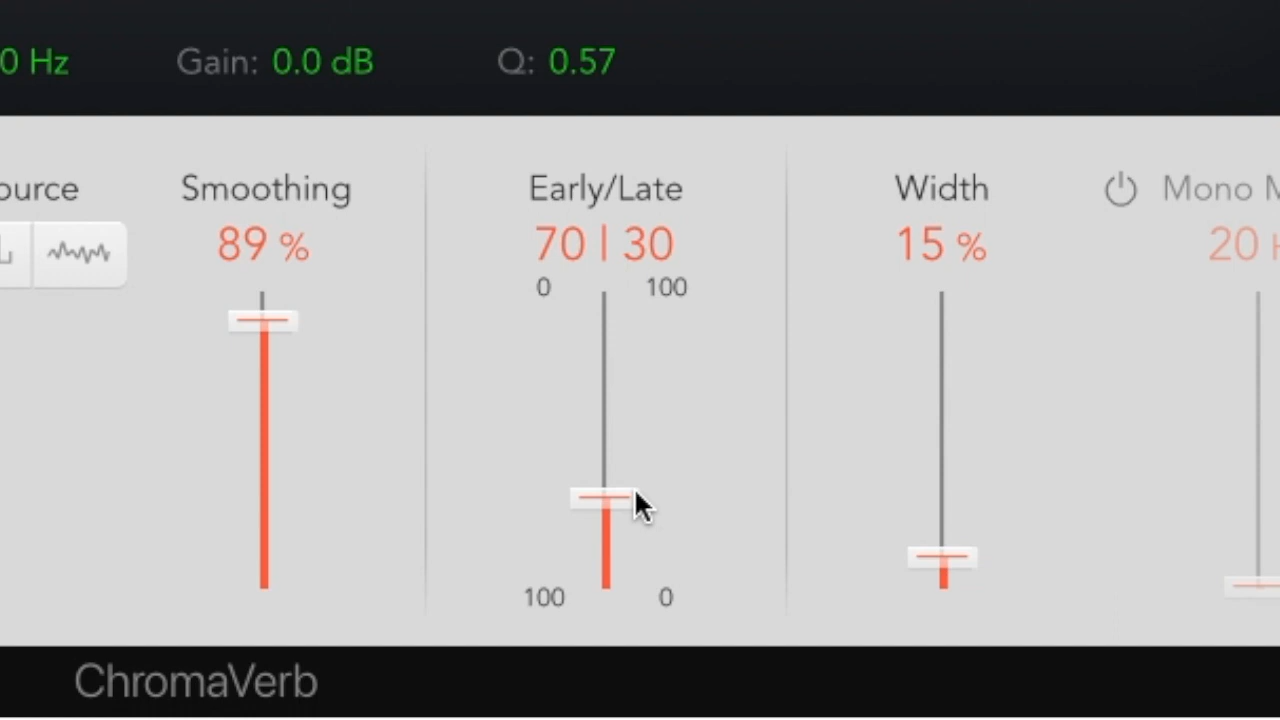 0 Hz Gain: 0.0 dB Q: 0.57
Smoothing Early/Late Width Mono
89 % 70 | 30 15 % 20
0 100
100 0
ChromaVerb